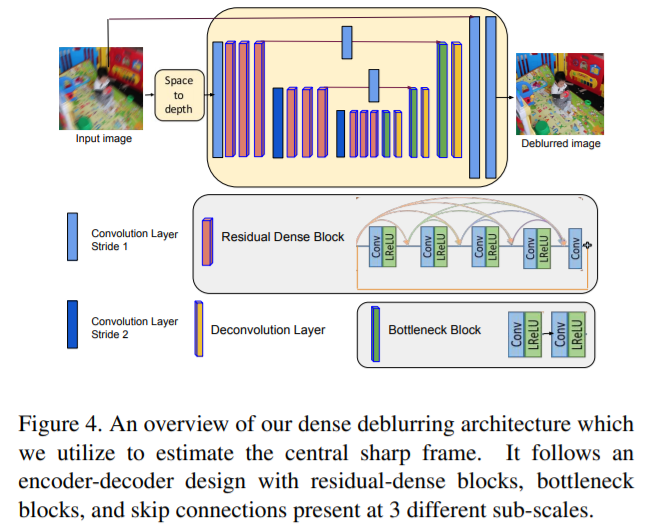 Space
to
depth
Input image
Deblurred image
Convolution Layer
Stride 1
Residual Dense Block
Conv
LReLU
Conv
LReLU
Conv
LReLU
Conv
LReLU
Conv
Convolution Layer
Stride 2
Deconvolution Layer
Bottleneck Block
Conv
LReLU
Conv
LReLU
Figure 4. An overview of our dense deblurring architecture which
we utilize to estimate the central sharp frame. It follows an
encoder-decoder design with residual-dense blocks, bottleneck
blocks, and skip connections present at 3 different sub-scales.